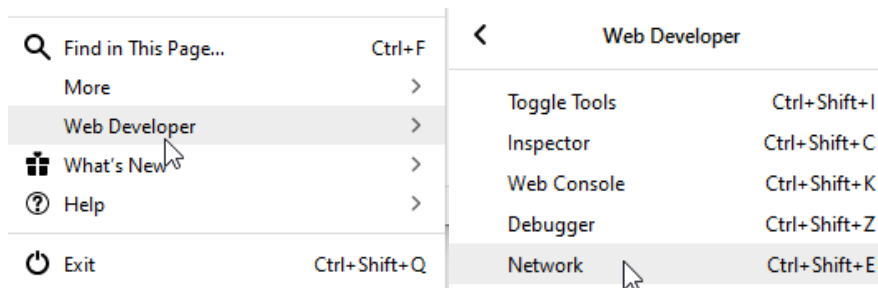 Find in This Page... Ctrl+F
More
Web Developer
What's New
Help
Exit Ctrl+Shift+Q
Web Developer
Toggle Tools Ctrl+Shift+I
Inspector Ctrl+Shift+C
Web Console Ctrl+Shift+K
Debugger Ctrl+Shift+Z
Network Ctrl+Shift+E